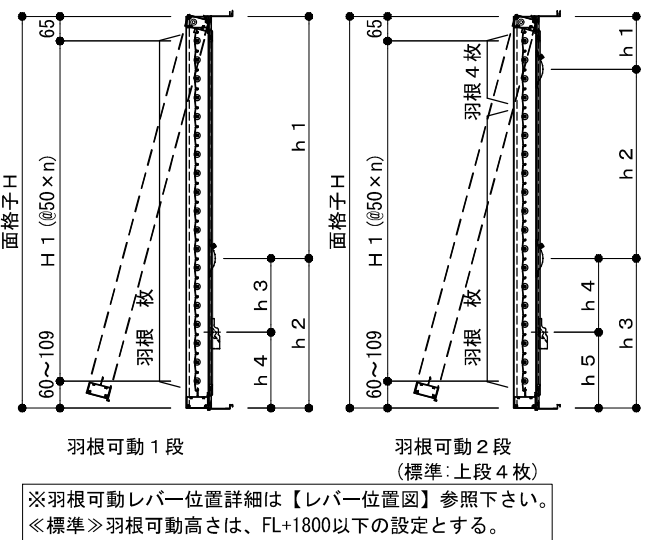 65
面格子H
H1(@50×n)
羽根　枚
60～109
h1
h3
h2
h4
羽根可動1段
65
羽根4枚
面格子H
H1(@50×n)
羽根　枚
60～109
h1
h2
h4
h3
h5
羽根可動2段
(標準:上段4枚)
※羽根可動レバー位置詳細は【レバー位置図】参照下さい。
≪標準≫羽根可動高さは、FL+1800以下の設定とする。